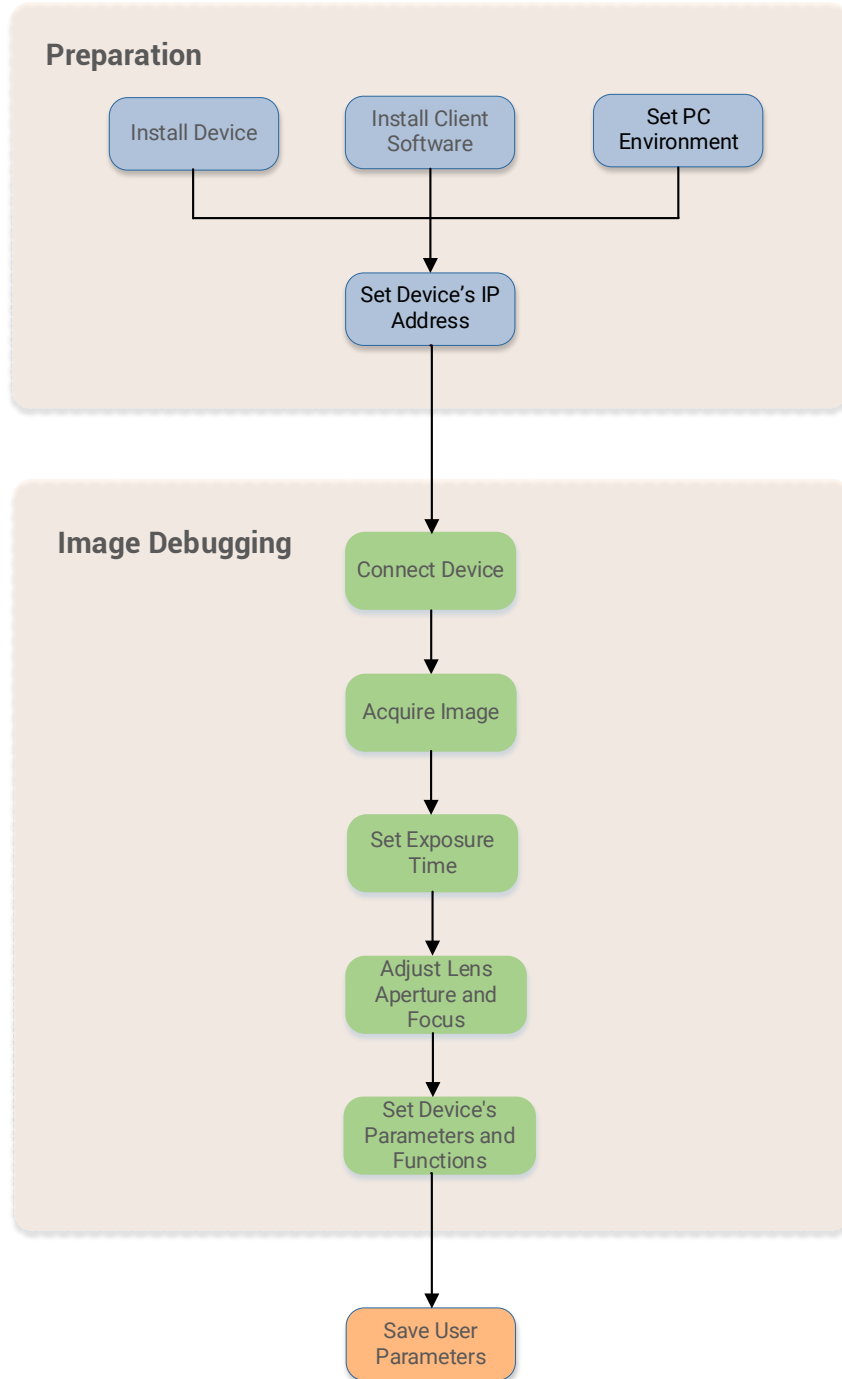 Preparation
Install Device
Install Client
Software
Set PC
Environment
Set Device’s IP
Address
Image Debugging
Connect Device
Acquire Image
Set Exposure
Time
Adjust Lens
Aperture and
Focus
Set Device's
Parameters and
Functions
Save User
Parameters